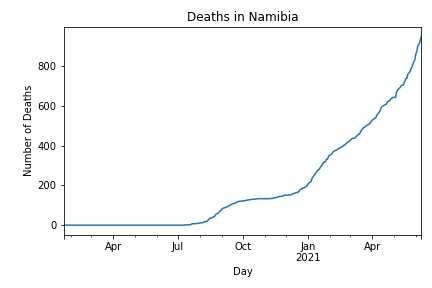 Deaths in Namibia
Number of Deaths
800
600
400
200
0
Apr
Jul
Oct
Jan
2021
Apr
Day